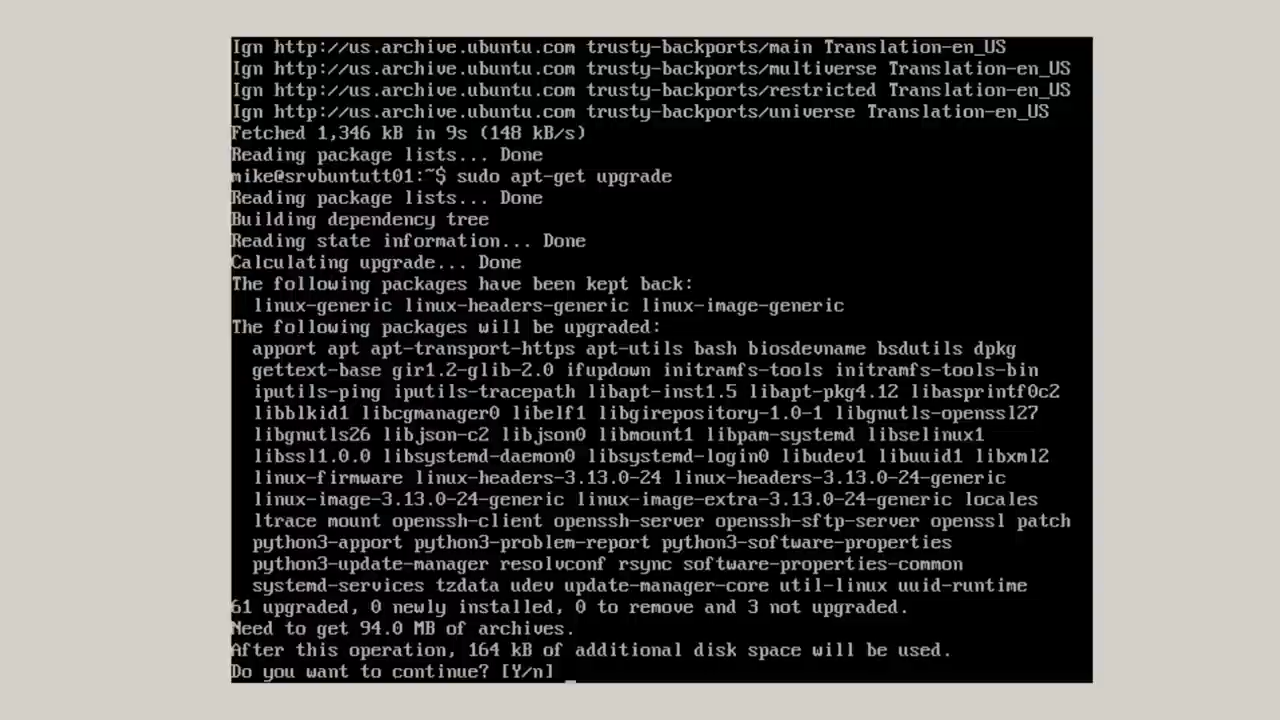 Ign http://us.archive.ubuntu.com trusty-backports/main Translation-en_US
Ign http://us.archive.ubuntu.com trusty-backports/multiverse Translation-en_US
Ign http://us.archive.ubuntu.com trusty-backports/restricted Translation-en_US
Ign http://us.archive.ubuntu.com trusty-backports/universe Translation-en_US
Fetched 1,346 kB in 9s (148 kB/s)
Reading package lists... Done
mike@srvbuntutt01:~$ sudo apt-get upgrade
Reading package lists... Done
Building dependency tree
Reading state information... Done
Calculating upgrade... Done
The following packages have been kept back:
  linux-generic linux-headers-generic linux-image-generic
The following packages will be upgraded:
  apport apt apt-transport-https apt-utils bash biosdevname bsdutils dpkg
  gettext-base gir1.2-glib-2.0 ifupdown initramfs-tools initramfs-tools-bin
  iputils-ping iputils-tracepath libapt-inst1.5 libapt-pkg4.12 libasprintf0c2
  libblkid1 libcgmanager0 libelf1 libgirepository-1.0-1 libgnutls-openssl27
  libgnutls26 libjson-c2 libjson0 libmount1 libpam-systemd libselinux1
  libssl1.0.0 libsystemd-daemon0 libsystemd-login0 libudev1 libuuid1 libxml2
  linux-firmware linux-headers-3.13.0-24 linux-headers-3.13.0-24-generic
  linux-image-3.13.0-24-generic linux-image-extra-3.13.0-24-generic locales
  ltrace mount openssh-client openssh-server openssh-sftp-server openssl patch
  python3-apport python3-problem-report python3-software-properties
  python3-update-manager resolvconf rsync software-properties-common
  systemd-services tzdata udev update-manager-core util-linux uuid-runtime
61 upgraded, 0 newly installed, 0 to remove and 3 not upgraded.
Need to get 94.0 MB of archives.
After this operation, 164 kB of additional disk space will be used.
Do you want to continue? [Y/n] _